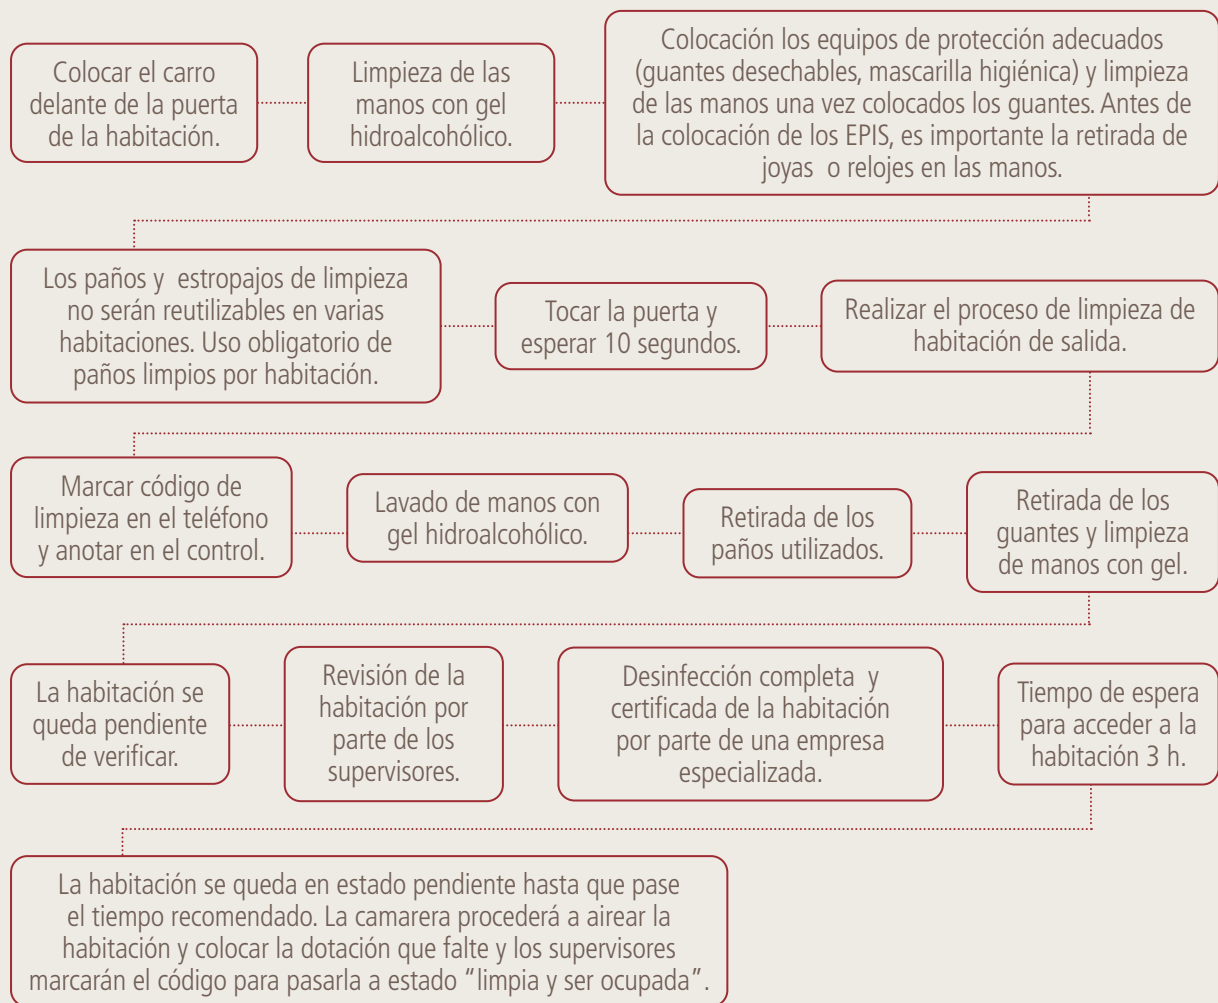 Colocar el carro
delante de la puerta
de la habitación.
Limpieza de las
manos con gel
hidroalcohólico.
Colocación los equipos de protección adecuados
(guantes desechables, mascarilla higiénica) y limpieza
de las manos una vez colocados los guantes. Antes de
la colocación de los EPIS, es importante la retirada de
joyas o relojes en las manos.
Los paños y estropajos de limpieza
no serán reutilizables en varias
habitaciones. Uso obligatorio de
paños limpios por habitación.
Tocar la puerta y
esperar 10 segundos.
Realizar el proceso de limpieza de
habitación de salida.
Marcar código de
limpieza en el teléfono
y anotar en el control.
Lavado de manos con
gel hidroalcohólico.
Retirada de los
paños utilizados.
Retirada de los
guantes y limpieza
de manos con gel.
La habitación se
queda pendiente
de verificar.
Revisión de la
habitación por
parte de los
supervisores.
Desinfección completa y
certificada de la habitación
por parte de una empresa
especializada.
Tiempo de espera
para acceder a la
habitación 3 h.
La habitación se queda en estado pendiente hasta que pase
el tiempo recomendado. La camarera procederá a airear la
habitación y colocar la dotación que falte y los supervisores
marcarán el código para pasarla a estado “limpia y ser ocupada”.